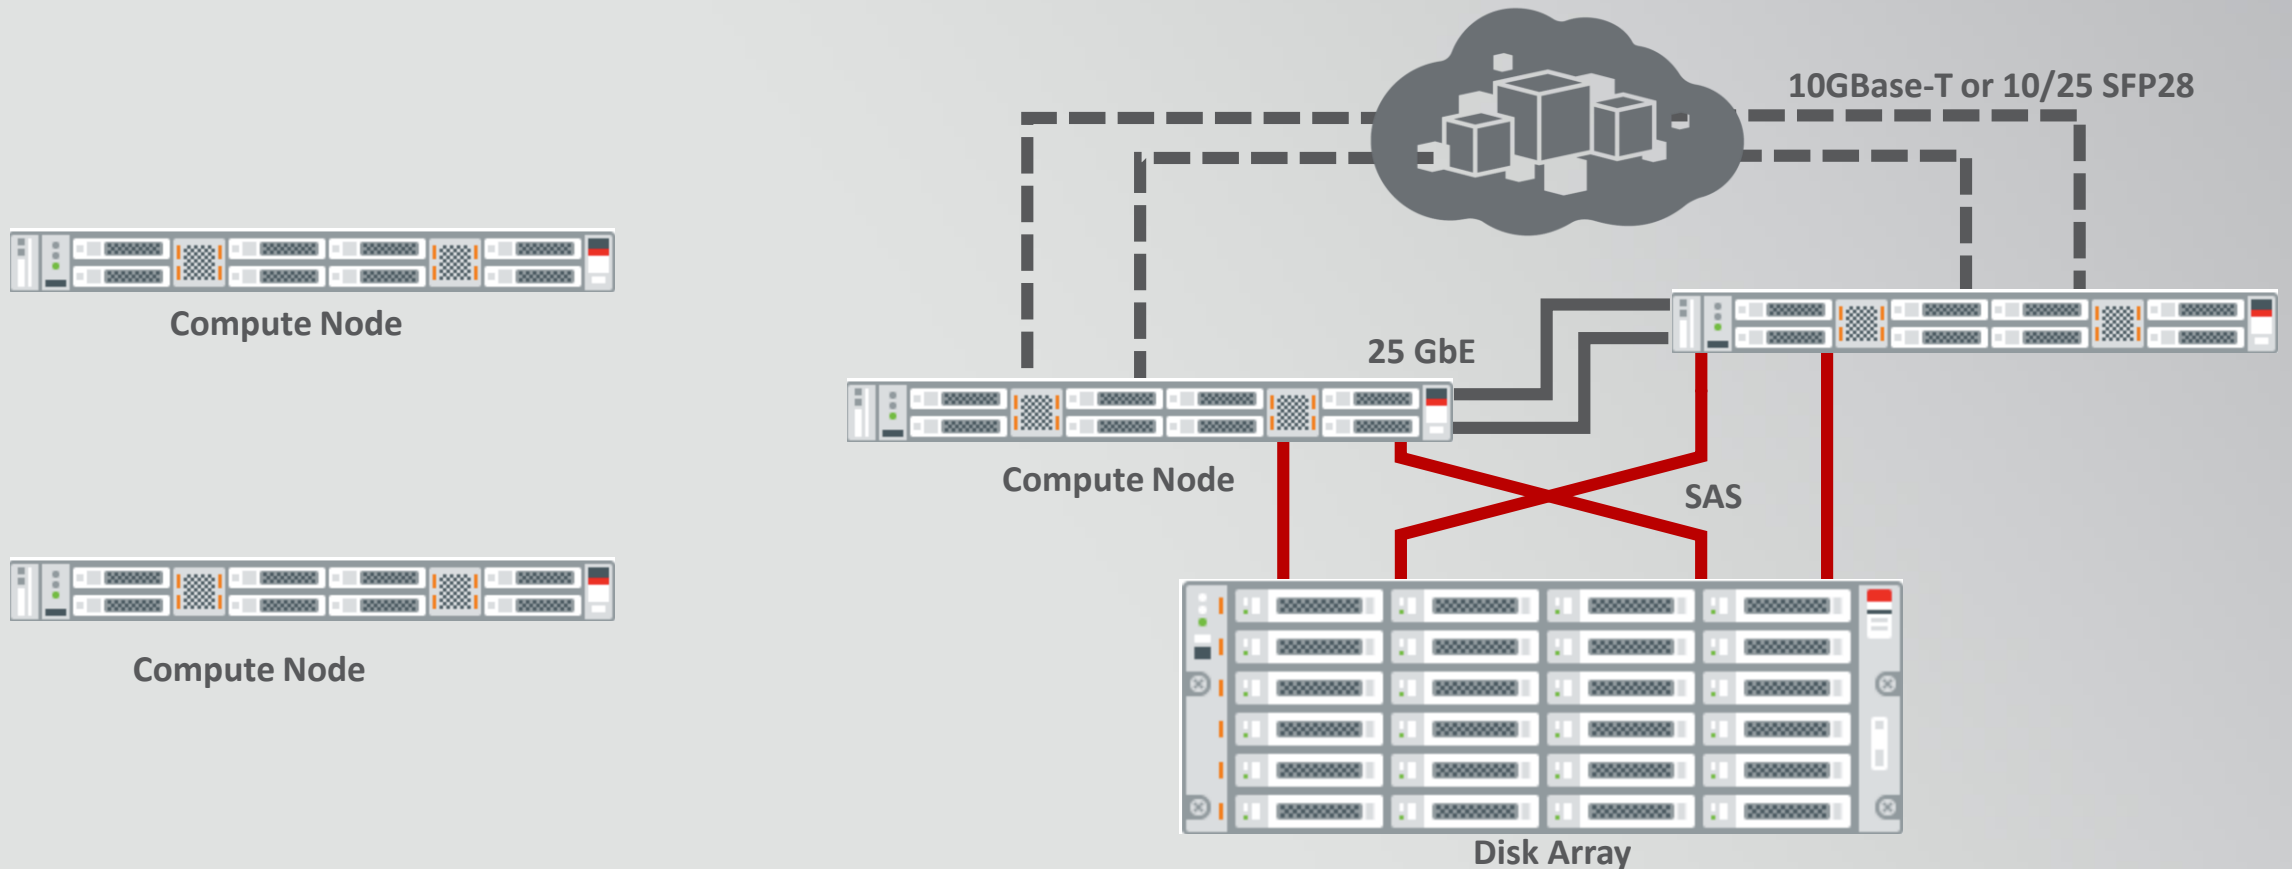 10GBase-T or 10/25 SFP28
Compute Node
25 GbE
Compute Node
SAS
Compute Node
Disk Array